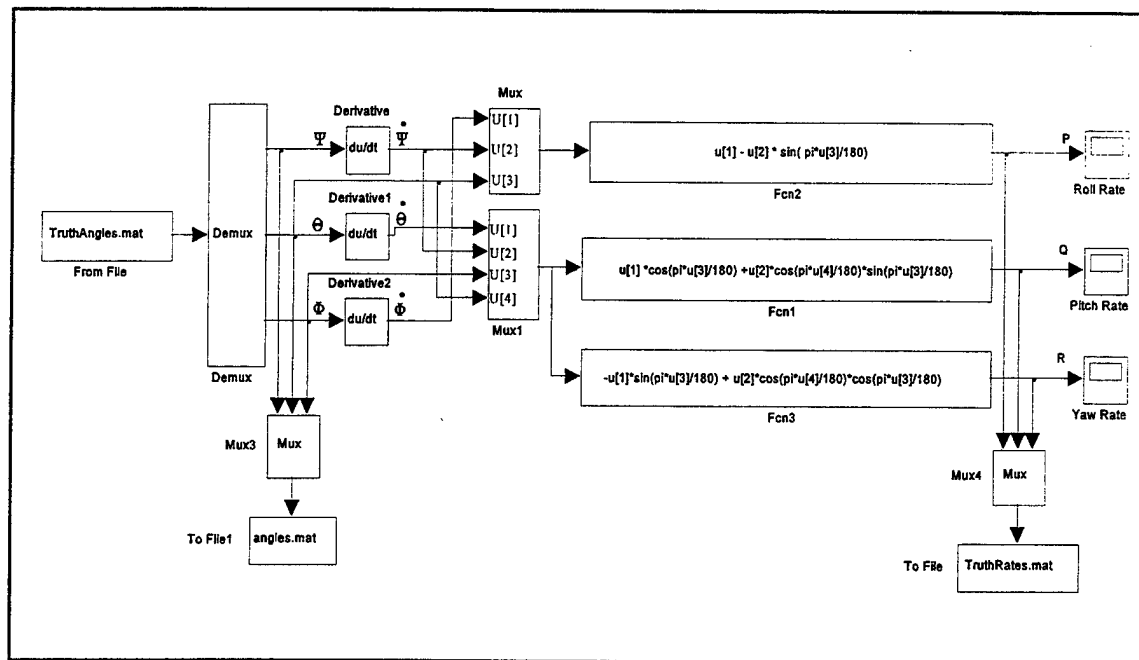 Mux
Derivative
Ψ
du/dt
Ψ̇
U[1]
U[2]
U[3]
u[1] - u[2] * sin( pi*u[3]/180)
Fcn2
P
Roll Rate
TruthAngles.mat
From File
Demux
Demux
Derivative1
Θ
du/dt
Θ̇
U[1]
U[2]
U[3]
U[4]
Mux1
u[1] *cos(pi*u[3]/180) +u[2]*cos(pi*u[4]/180)*sin(pi*u[3]/180)
Fcn1
Q
Pitch Rate
Derivative2
Φ
du/dt
Φ̇
-u[1]*sin(pi*u[3]/180) + u[2]*cos(pi*u[4]/180)*cos(pi*u[3]/180)
Fcn3
R
Yaw Rate
Mux3
Mux
To File1
angles.mat
Mux4
Mux
To File
TruthRates.mat